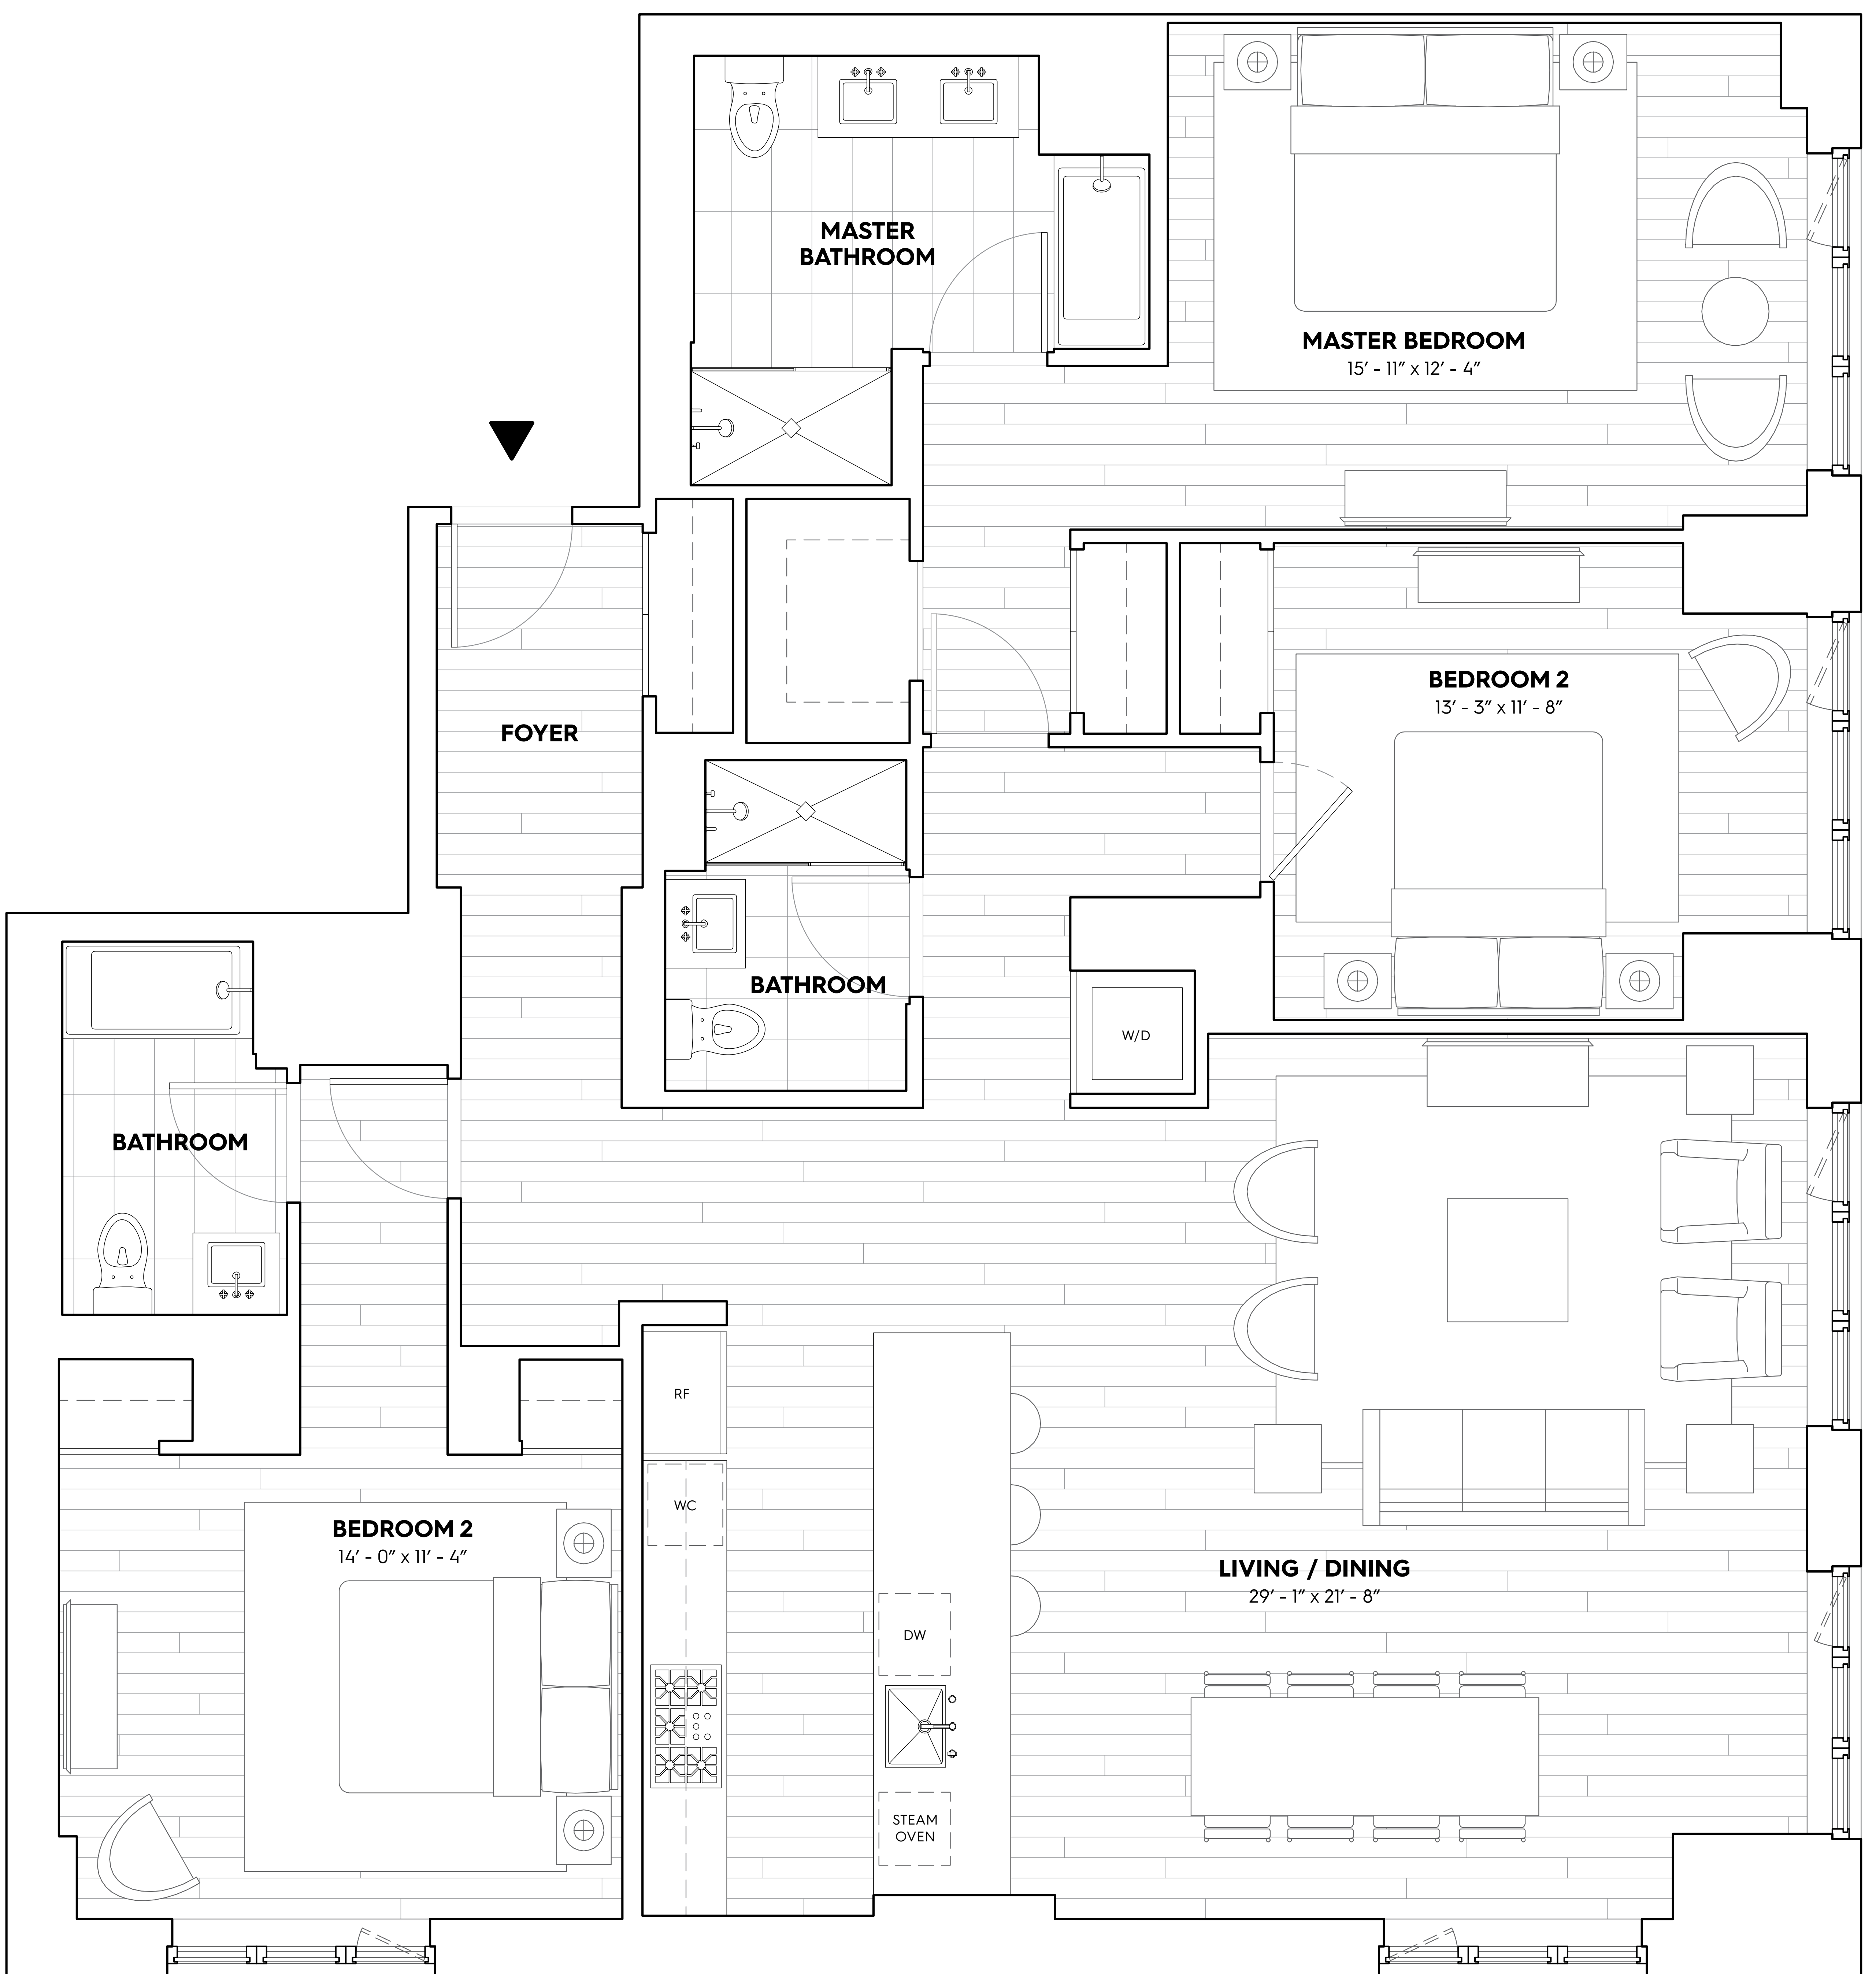 MASTER
BATHROOM
MASTER BEDROOM
15′ - 11″ x 12′ - 4″
BEDROOM 2
13′ - 3″ x 11′ - 8″
FOYER
BATHROOM
W/D
BATHROOM
RF
WC
BEDROOM 2
14′ - 0″ x 11′ - 4″
LIVING / DINING
29′ - 1″ x 21′ - 8″
DW
STEAM
OVEN